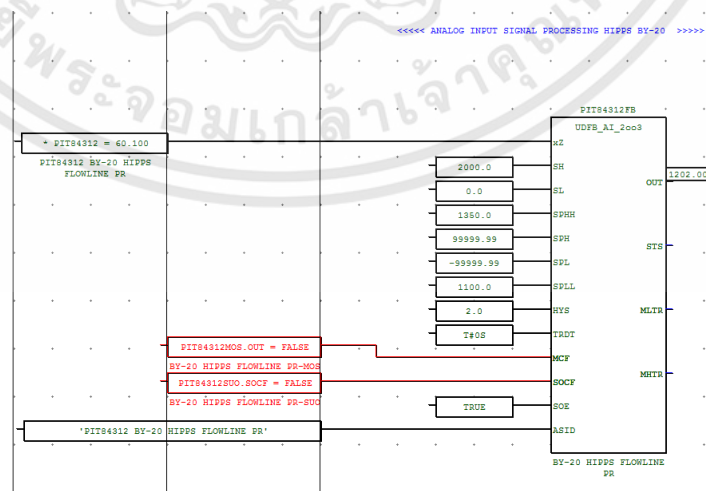 <<<<< ANALOG INPUT SIGNAL PROCESSING HIPPS BY-20 >>>>>
PIT84312FB
UDFB_AI_2oo3
* PIT84312 = 60.100
xZ
PIT84312 BY-20 HIPPS
FLOWLINE PR
2000.0
SH
OUT
1202.00
0.0
SL
1350.0
SPHH
99999.99
SPH
STS
-99999.99
SPL
1100.0
SPLL
2.0
HYS
MLTR
T#0S
TRDT
PIT84312MOS.OUT = FALSE
MCF
BY-20 HIPPS FLOWLINE PR-MOS
MHTR
PIT84312SUO.SOCF = FALSE
SOCF
BY-20 HIPPS FLOWLINE PR-SUO
TRUE
SOE
'PIT84312 BY-20 HIPPS FLOWLINE PR'
ASID
BY-20 HIPPS FLOWLINE
PR